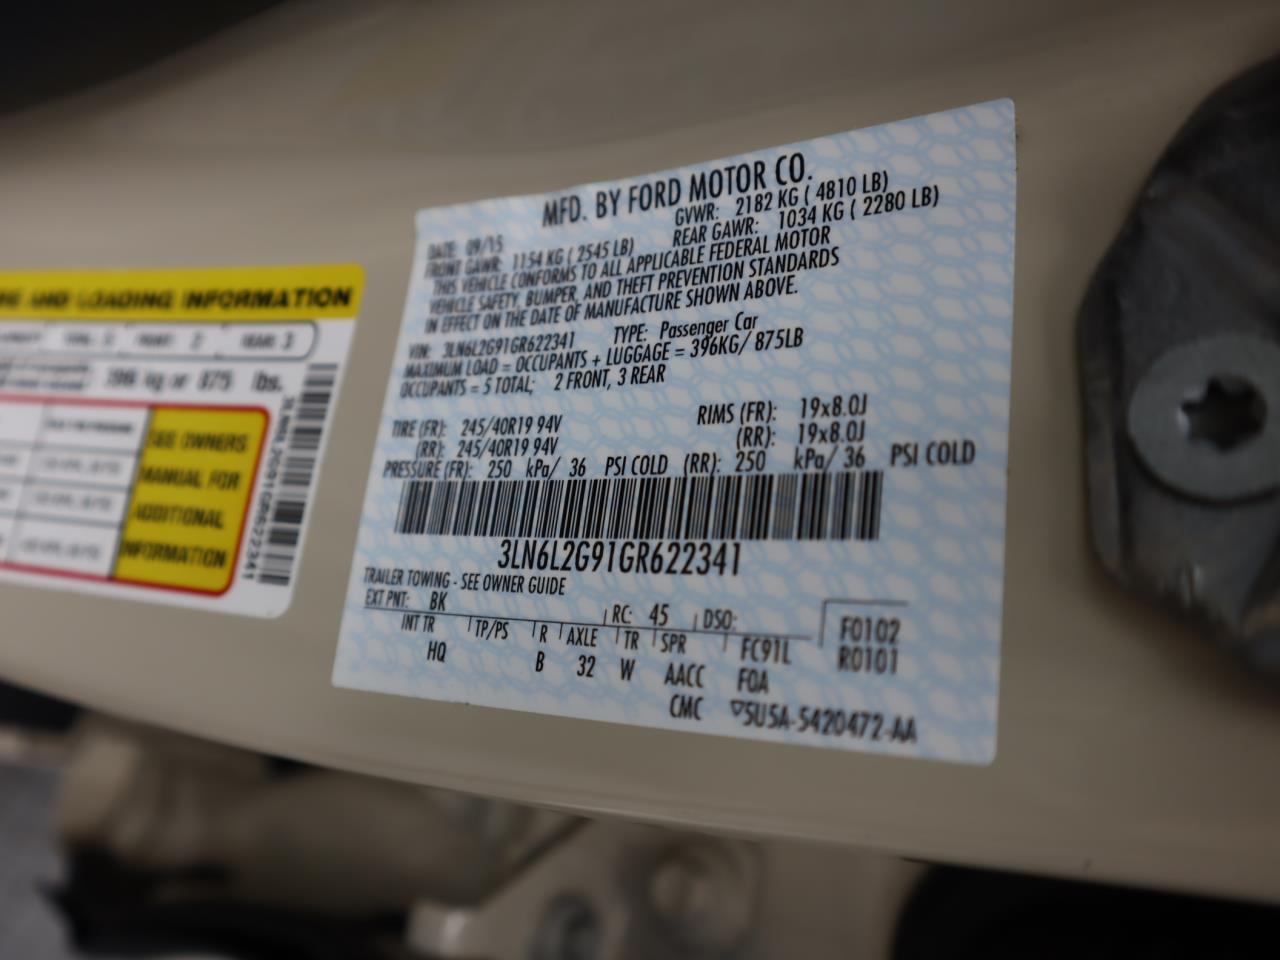 AND LOADING INFORMATION
396 kg or 875 lbs.
SEE OWNERS
MANUAL FOR
ADDITIONAL
INFORMATION
3LN6L2G91GR622341
MFD. BY FORD MOTOR CO.
DATE: 09/15 GVWR: 2182 KG ( 4810 LB)
FRONT GAWR: 1154 KG ( 2545 LB) REAR GAWR: 1034 KG ( 2280 LB)
THIS VEHICLE CONFORMS TO ALL APPLICABLE FEDERAL MOTOR
VEHICLE SAFETY, BUMPER, AND THEFT PREVENTION STANDARDS
IN EFFECT ON THE DATE OF MANUFACTURE SHOWN ABOVE.
VIN: 3LN6L2G91GR622341 TYPE: Passenger Car
MAXIMUM LOAD = OCCUPANTS + LUGGAGE = 396KG/ 875LB
OCCUPANTS = 5 TOTAL; 2 FRONT, 3 REAR
TIRE (FR): 245/40R19 94V RIMS (FR): 19x8.0J
(RR): 245/40R19 94V (RR): 19x8.0J
PRESSURE (FR): 250 kPa/ 36 PSI COLD (RR): 250 kPa/ 36 PSI COLD
3LN6L2G91GR622341
TRAILER TOWING - SEE OWNER GUIDE
EXT PNT: BK RC: 45 DSO: F0102
INT TR TP/PS R AXLE TR SPR FC91L R0101
HQ B 32 W AACC FOA
CMC ▽5U5A-5420472-AA